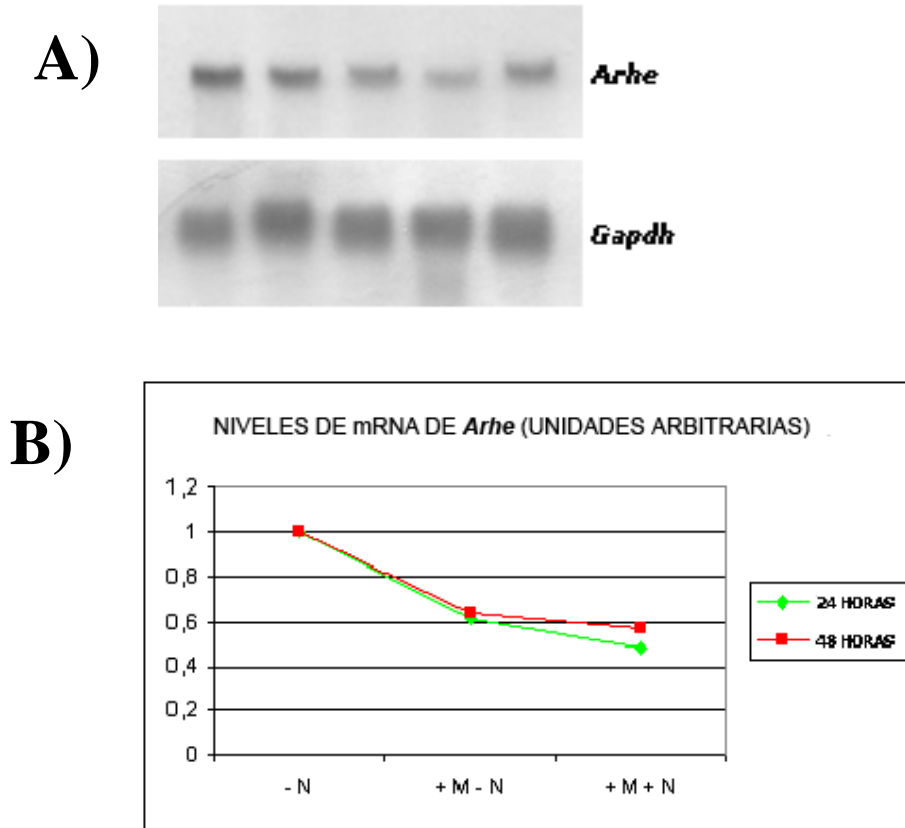 A)
Arhe
Gapdh
B)
NIVELES DE mRNA DE Arhe (UNIDADES ARBITRARIAS)
1,2
1
0,8
0,6
0,4
0,2
0
- N
+ M - N
+ M + N
24 HORAS
48 HORAS